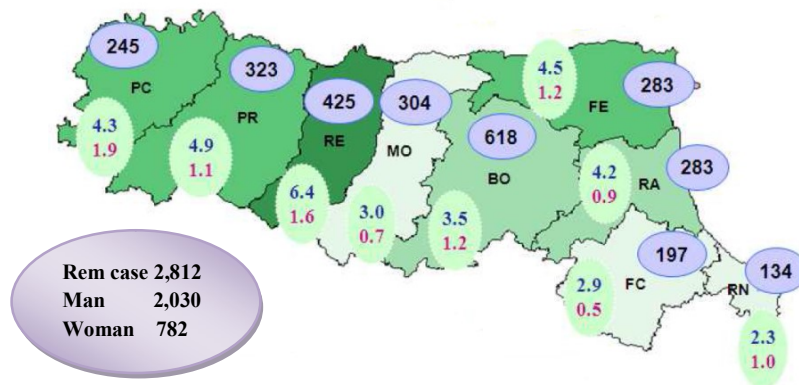 245
PC
4.3
1.9
323
PR
4.9
1.1
425
RE
6.4
1.6
304
MO
3.0
0.7
618
BO
3.5
1.2
4.5
1.2
FE
283
4.2
0.9
RA
283
197
FC
2.9
0.5
134
RN
2.3
1.0
Rem case 2,812
Man 2,030
Woman 782